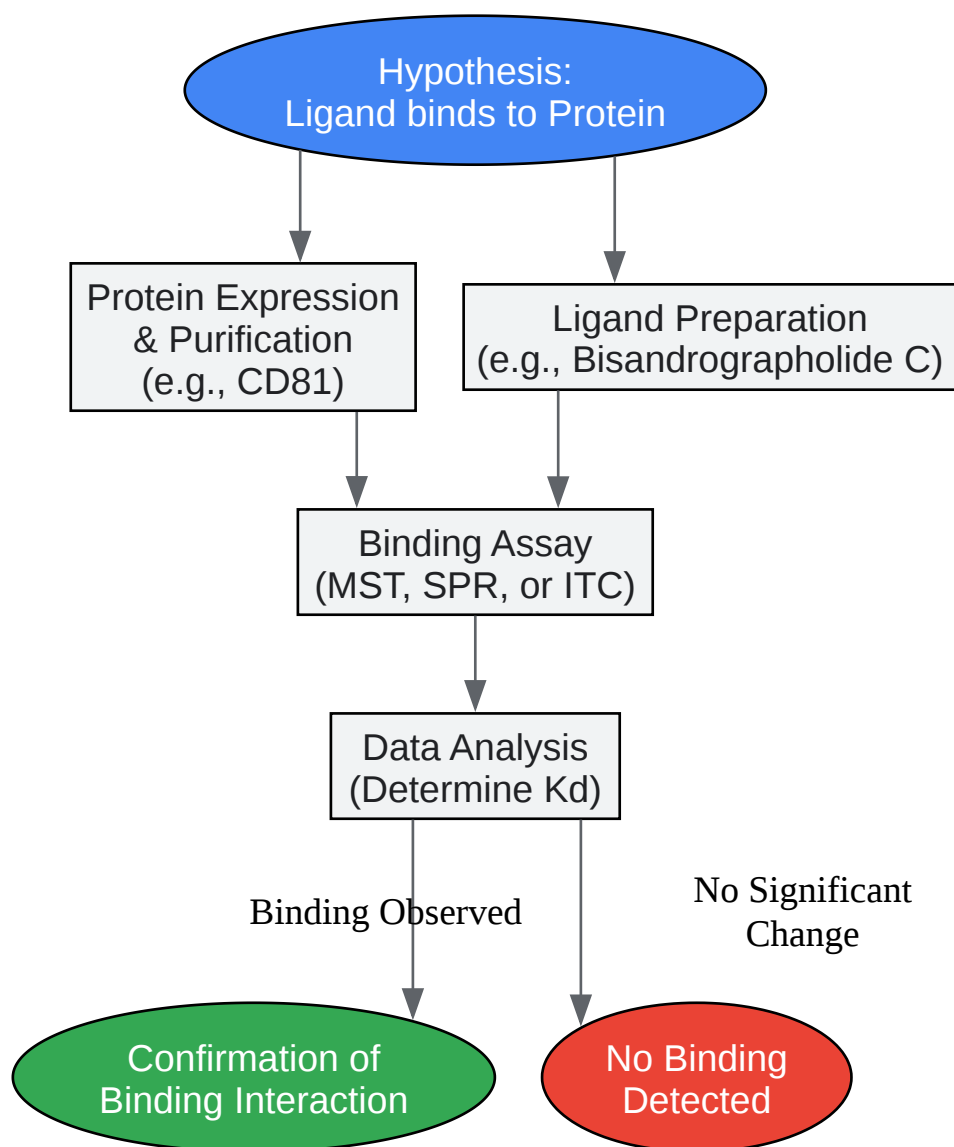 Hypothesis:
Ligand binds to Protein
Protein Expression
& Purification
(e.g., CD81)
Ligand Preparation
(e.g., Bisandrographolide C)
Binding Assay
(MST, SPR, or ITC)
Data Analysis
(Determine Kd)
Binding Observed
No Significant
Change
Confirmation of
Binding Interaction
No Binding
Detected